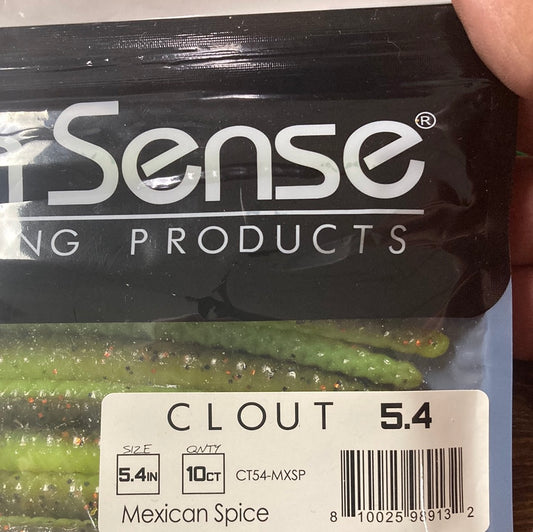 Sense®
NG PRODUCTS
CLOUT 5.4
SIZE QNTY
5.4IN 10CT CT54-MXSP
Mexican Spice 8 10025 98913 2